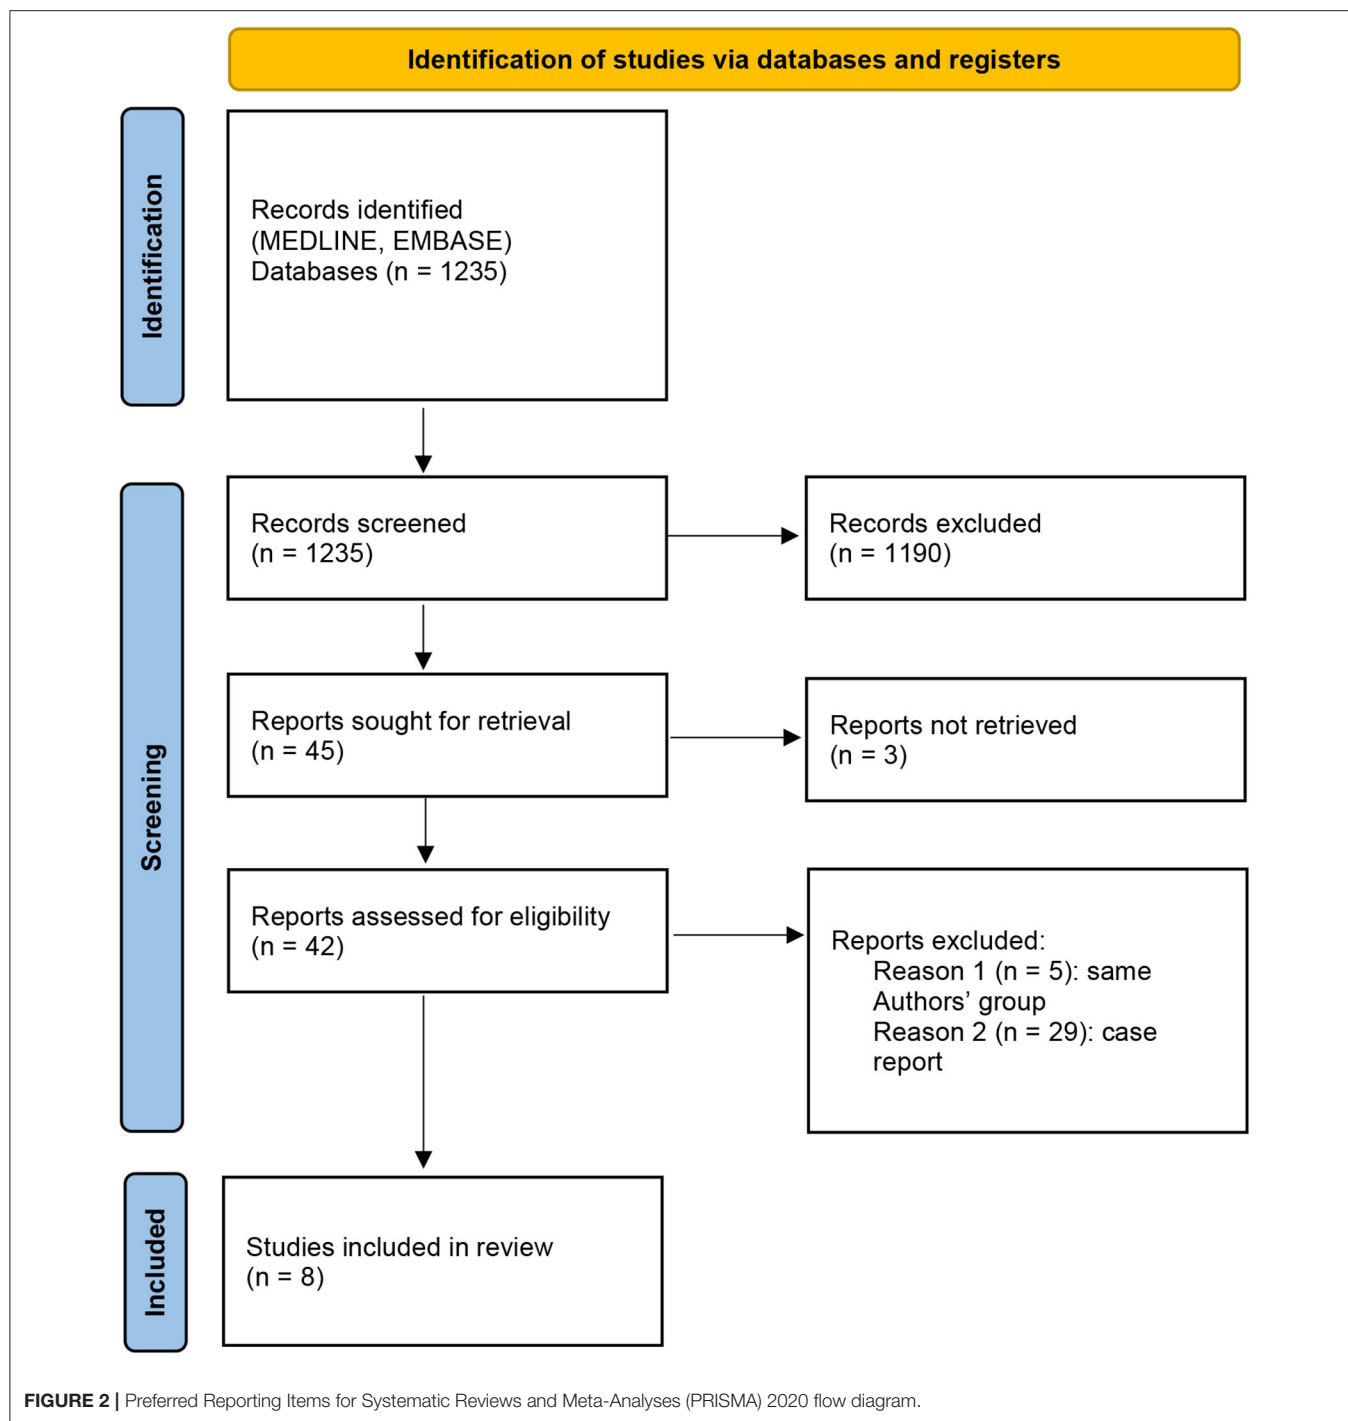 Identification of studies via databases and registers
Identification
Records identified
(MEDLINE, EMBASE)
Databases (n = 1235)
Screening
Records screened
(n = 1235)
Records excluded
(n = 1190)
Reports sought for retrieval
(n = 45)
Reports not retrieved
(n = 3)
Reports assessed for eligibility
(n = 42)
Reports excluded:
Reason 1 (n = 5): same
Authors’ group
Reason 2 (n = 29): case
report
Included
Studies included in review
(n = 8)
FIGURE 2 | Preferred Reporting Items for Systematic Reviews and Meta-Analyses (PRISMA) 2020 flow diagram.